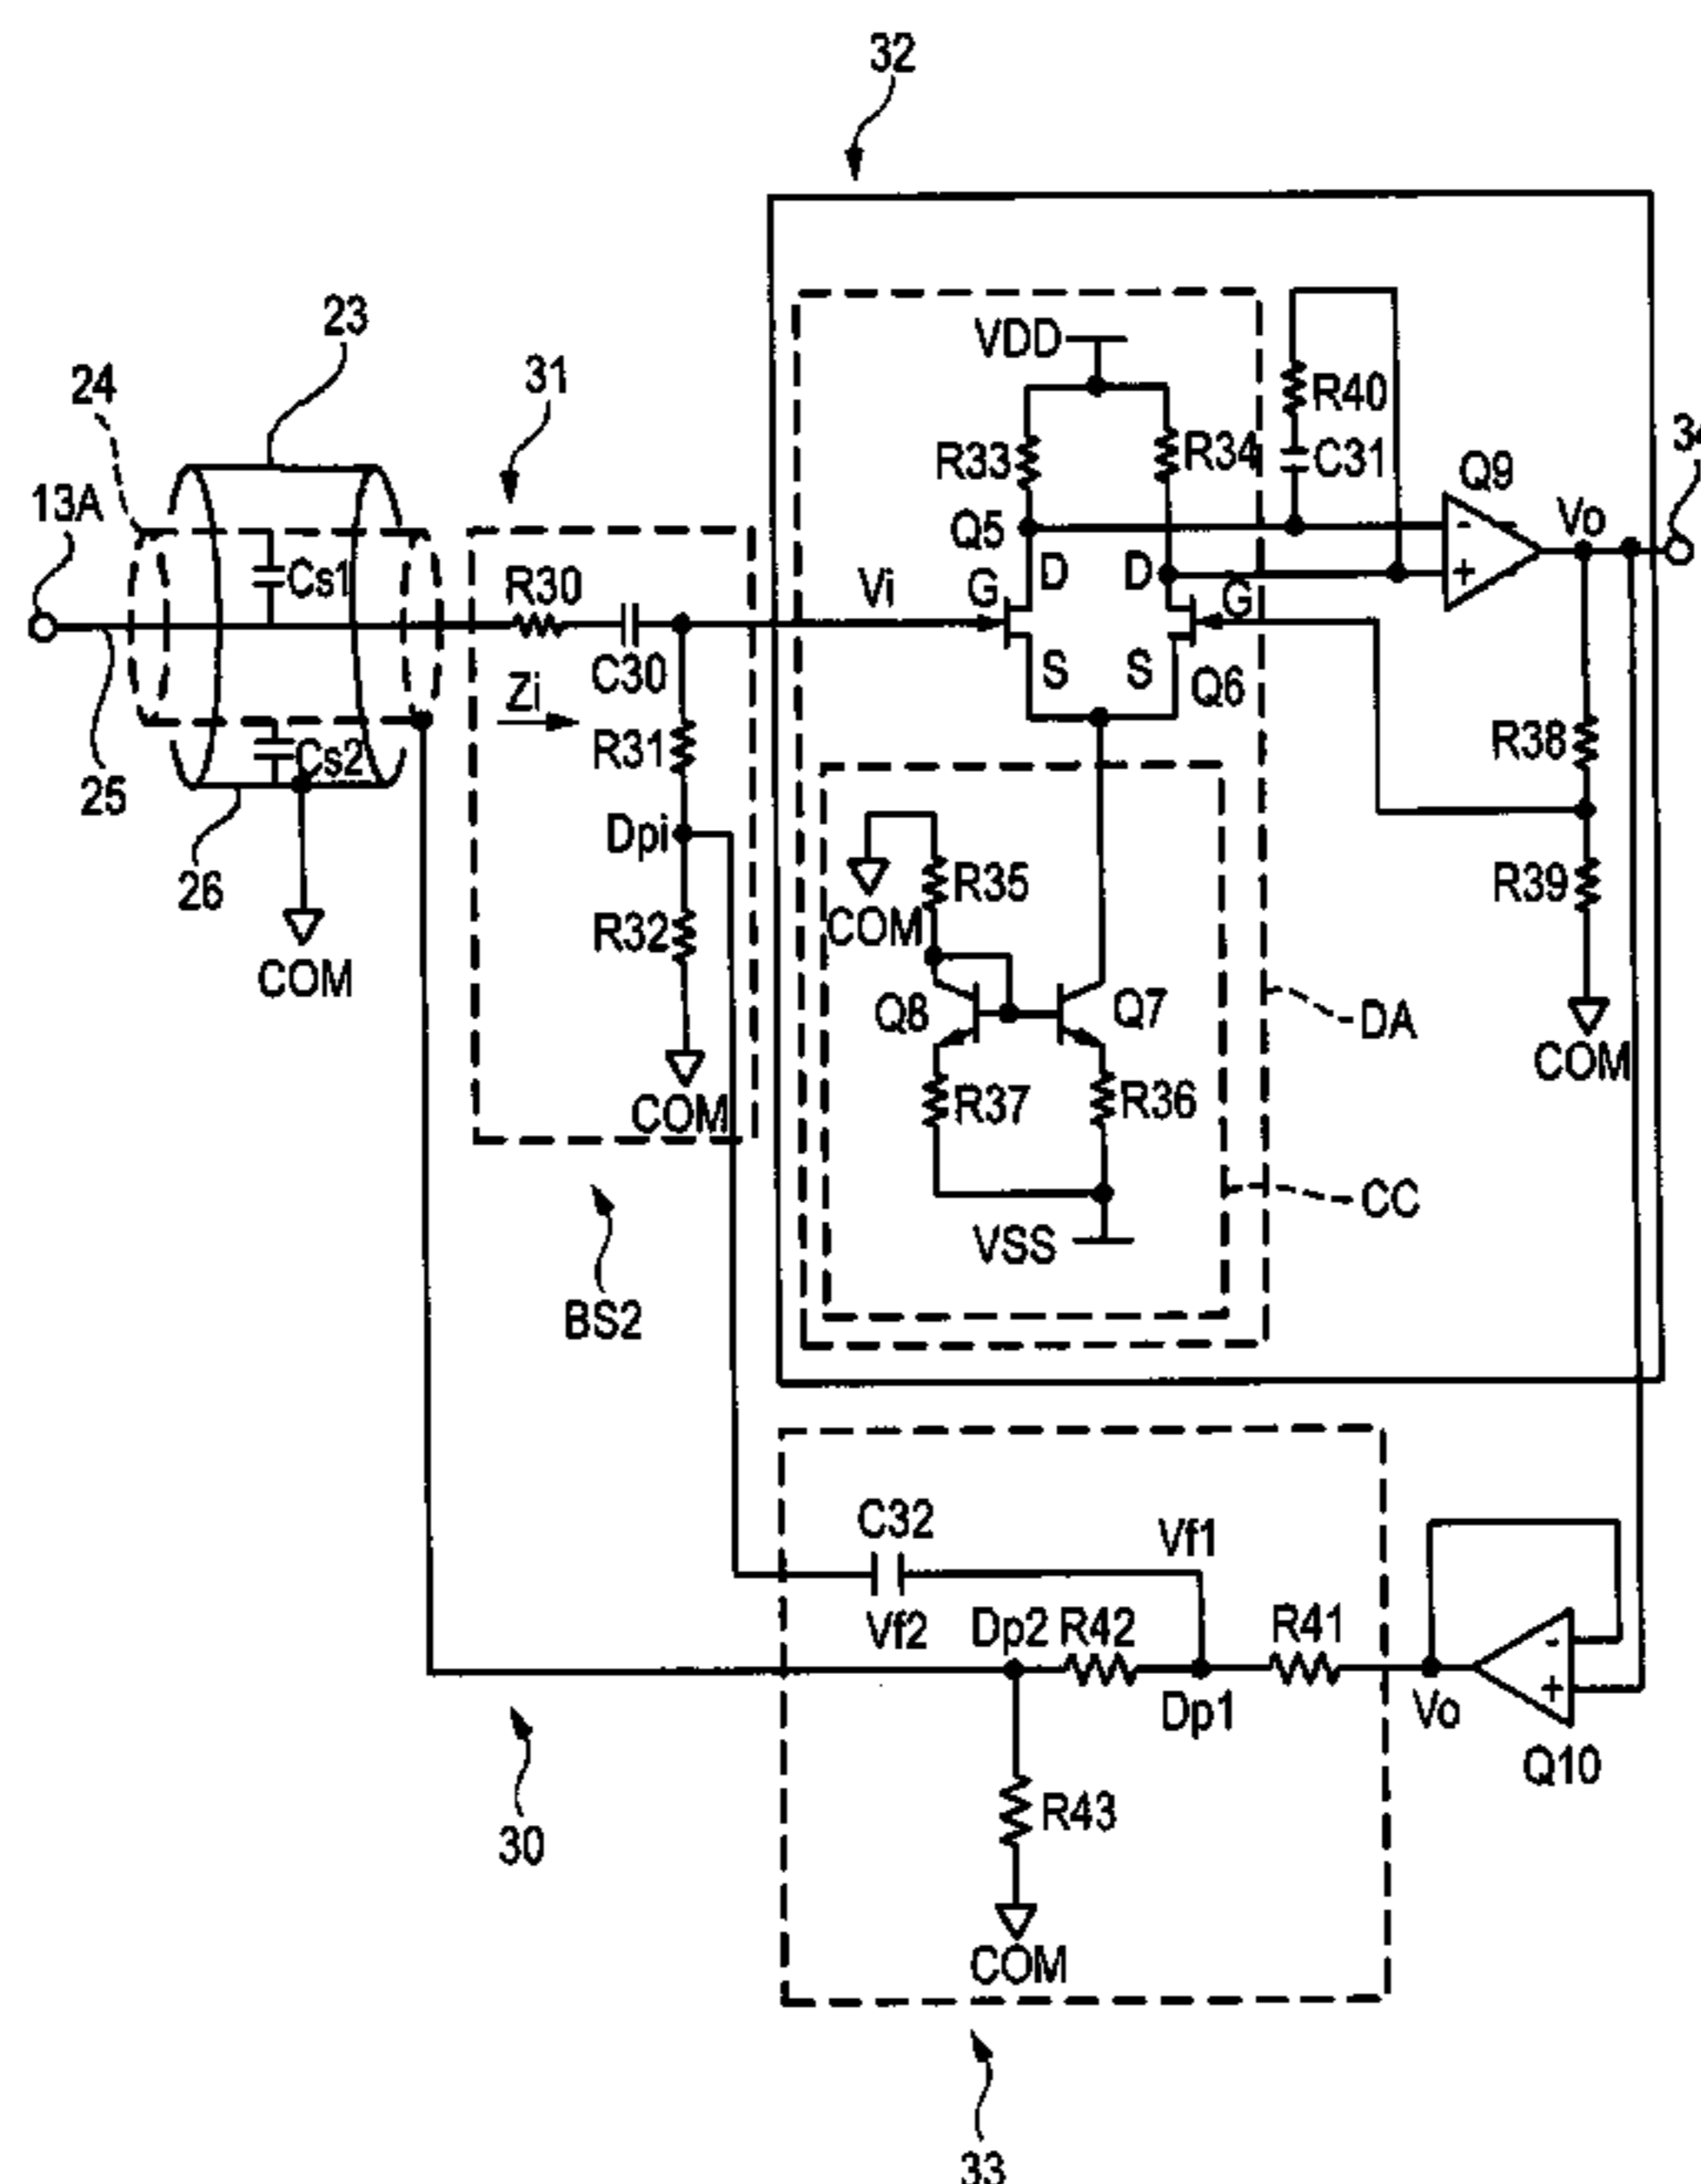 32
23
24
31
VDD
R40
34
13A
R33
R34
C31
Q9
Vo
Q5
Cs1
R30
Vi
G
D
D
G
-
+
C30
S
S
Q6
Zi
R38
25
Cs2
R31
Dpi
26
COM
R35
R39
R32
COM
COM
Q8
Q7
DA
COM
R37
R36
CC
VSS
BS2
C32
Vf1
Vf2
Dp2
R42
R41
-
+
Dp1
Vo
Q10
30
R43
COM
33